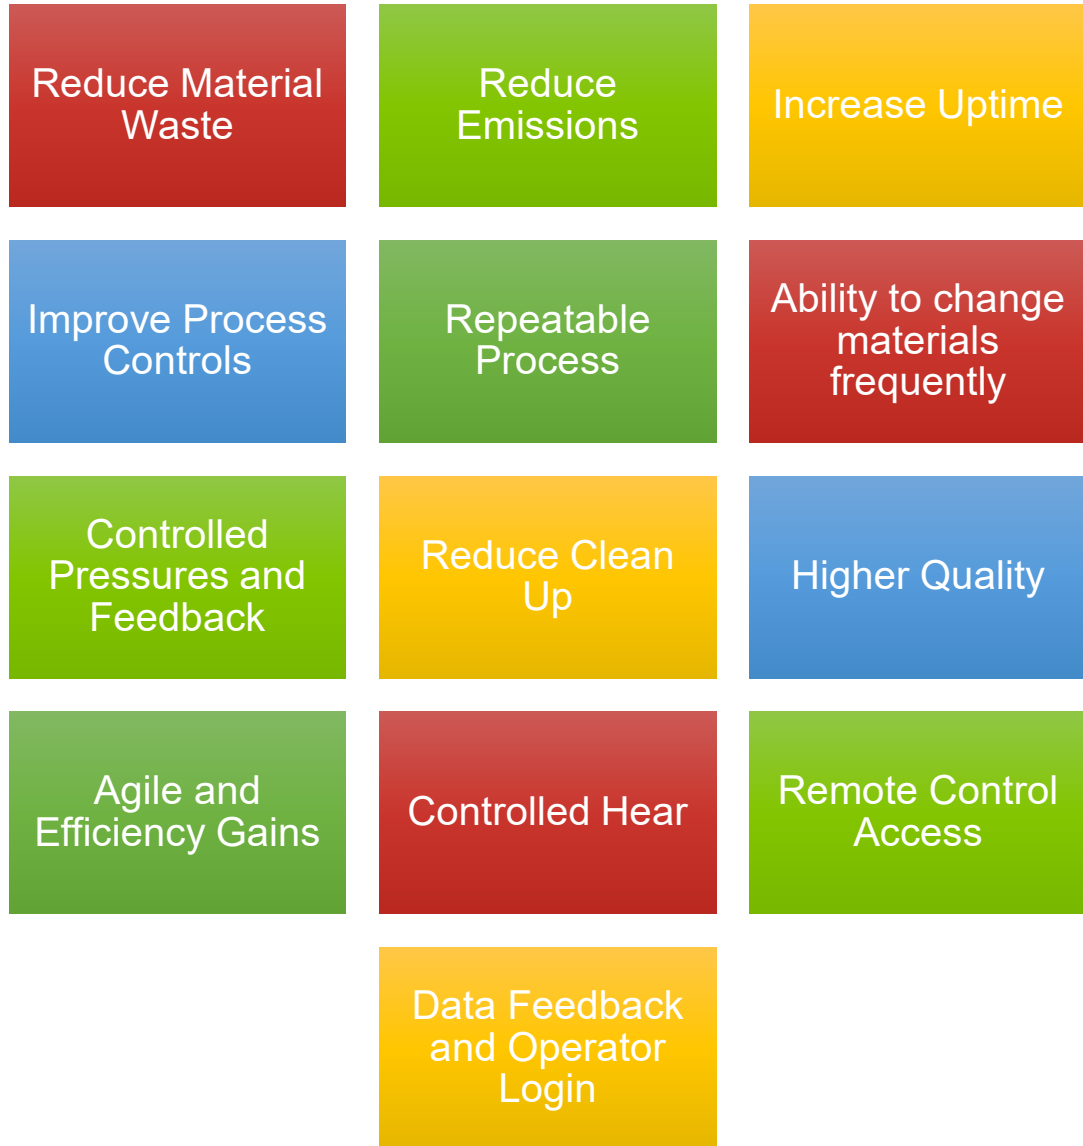 Reduce Material
Waste
Reduce
Emissions
Increase Uptime
Improve Process
Controls
Repeatable
Process
Ability to change
materials
frequently
Controlled
Pressures and
Feedback
Reduce Clean
Up
Higher Quality
Agile and
Efficiency Gains
Controlled Hear
Remote Control
Access
Data Feedback
and Operator
Login